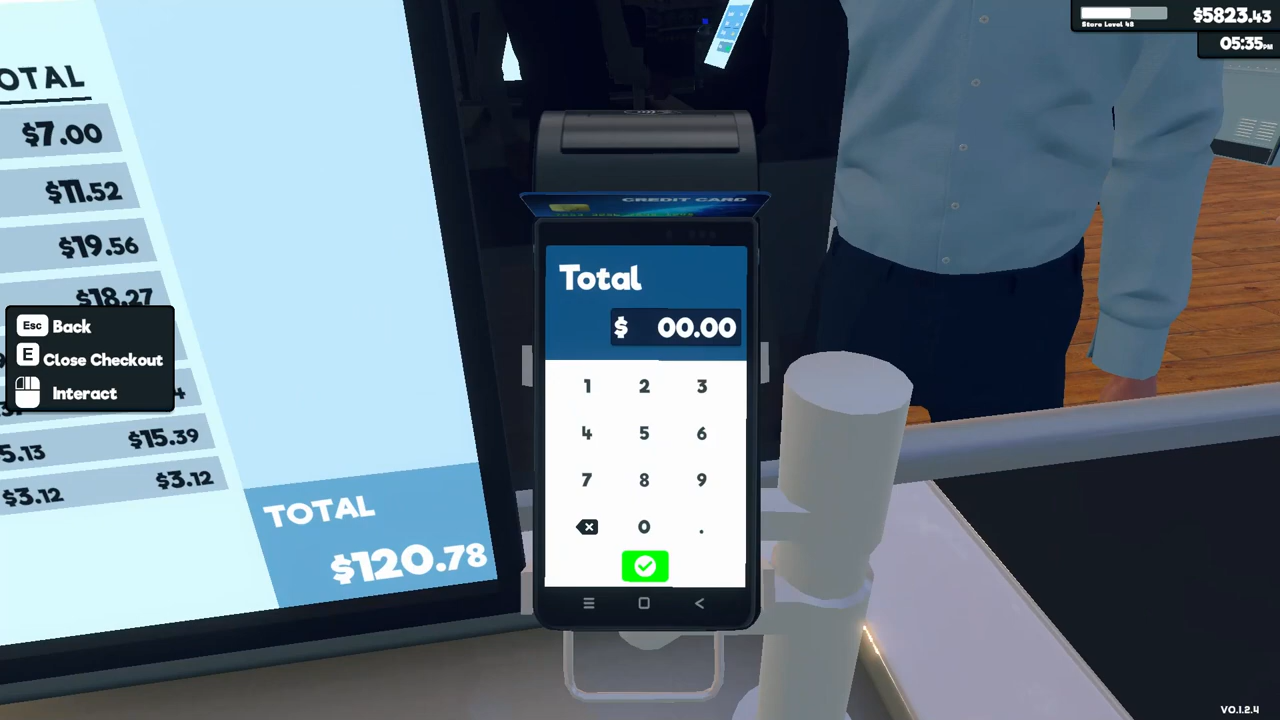 OTAL
$7.00
$11.52
$19.56
$18.27
5.13 $15.39
$3.12 $3.12
TOTAL
$120.78
Esc Back
E Close Checkout
Interact
CREDIT CARD
Total
$ 00.00
1 2 3
4 5 6
7 8 9
0 .
$5823.43
Store Level 48
05:35PM
V0.1.2.4